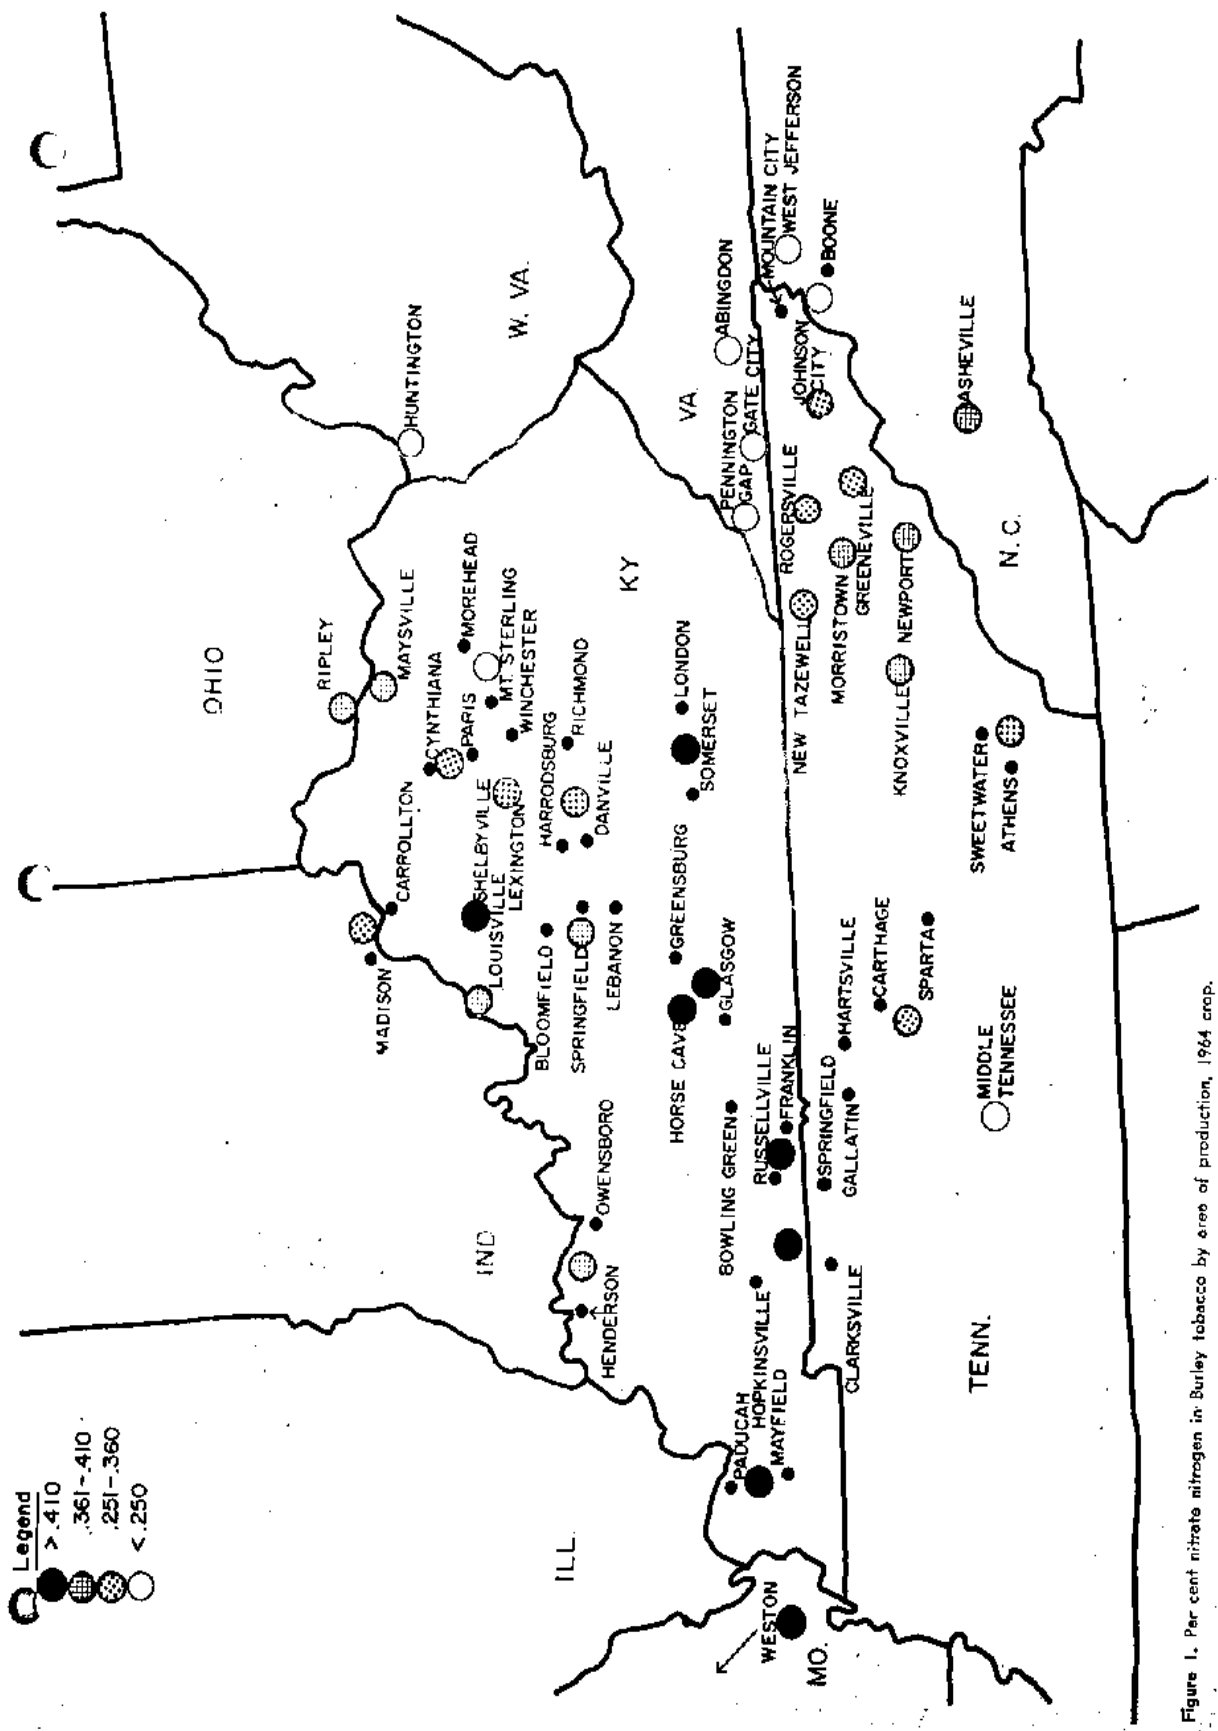 Legend
> .410
.361-.410
.251-.360
< .250
OHIO
RIPLEY
MAYSVILLE
HUNTINGTON
W. VA.
MADISON
CARROLLTON
CYNTHIANA
PARIS
MOREHEAD
MT. STERLING
WINCHESTER
SHELBYVILLE
LOUISVILLE
LEXINGTON
IND
BLOOMFIELD
HARRODSBURG
RICHMOND
SPRINGFIELD
DANVILLE
LEBANON
OWENSBORO
HENDERSON
ILL.
KY
LONDON
SOMERSET
GREENSBURG
HORSE CAVE
GLASGOW
VA.
ABINGDON
PENNINGTON
GAP
GATE CITY
BOWLING GREEN
RUSSELLVILLE
FRANKLIN
PADUCAH
HOPKINSVILLE
MAYFIELD
WESTON
MO.
MOUNTAIN CITY
WEST JEFFERSON
BOONE
JOHNSON
CITY
ROGERSVILLE
NEW TAZEWELL
MORRISTOWN
GREENEVILLE
NEWPORT
KNOXVILLE
ASHEVILLE
N. C.
SPRINGFIELD
GALLATIN
HARTSVILLE
CARTHAGE
SPARTA
CLARKSVILLE
SWEETWATER
ATHENS
MIDDLE
TENNESSEE
TENN.
Figure 1. Per cent nitrate nitrogen in Burley tobacco by area of production, 1964 crop.